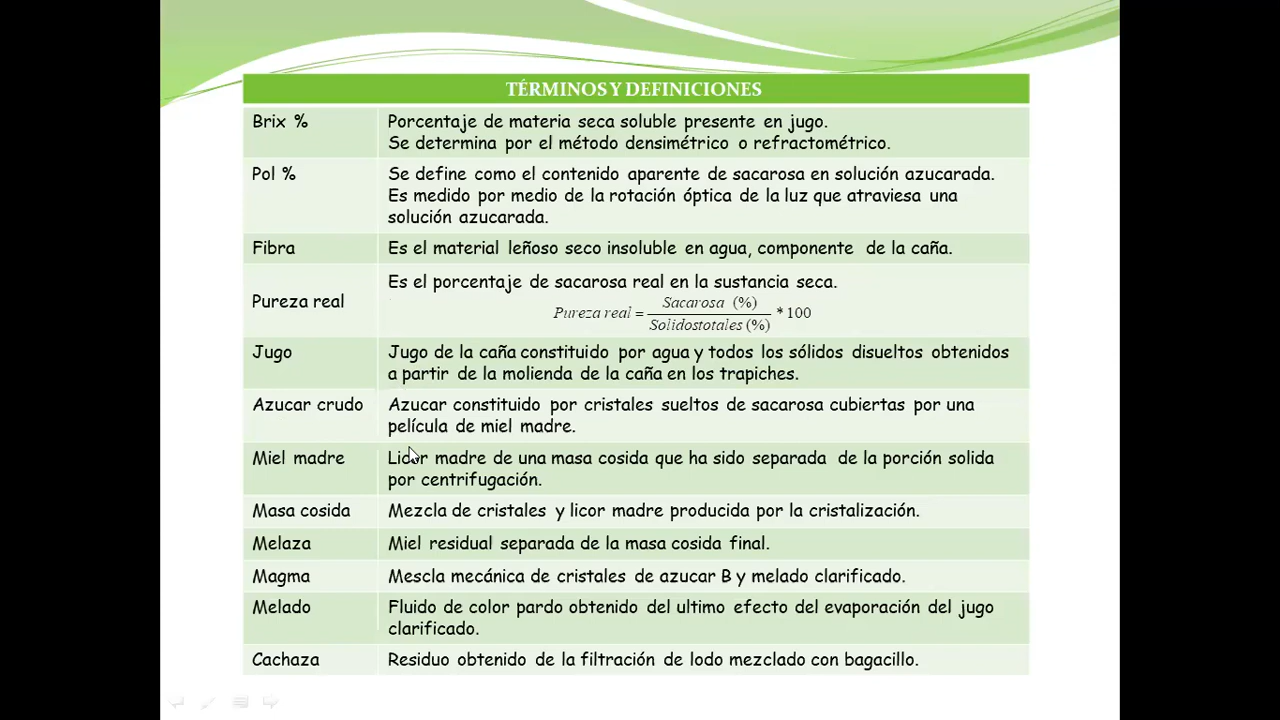 TÉRMINOS Y DEFINICIONES
Brix %
Porcentaje de materia seca soluble presente en jugo.
Se determina por el método densimétrico o refractométrico.
Pol %
Se define como el contenido aparente de sacarosa en solución azucarada.
Es medido por medio de la rotación óptica de la luz que atraviesa una
solución azucarada.
Fibra
Es el material leñoso seco insoluble en agua, componente de la caña.
Pureza real
Es el porcentaje de sacarosa real en la sustancia seca.
Pureza real = Sacarosa (%) / Solidostotales (%) * 100
Jugo
Jugo de la caña constituido por agua y todos los sólidos disueltos obtenidos
a partir de la molienda de la caña en los trapiches.
Azucar crudo
Azucar constituido por cristales sueltos de sacarosa cubiertas por una
película de miel madre.
Miel madre
Licor madre de una masa cosida que ha sido separada de la porción solida
por centrifugación.
Masa cosida
Mezcla de cristales y licor madre producida por la cristalización.
Melaza
Miel residual separada de la masa cosida final.
Magma
Mescla mecánica de cristales de azucar B y melado clarificado.
Melado
Fluido de color pardo obtenido del ultimo efecto del evaporación del jugo
clarificado.
Cachaza
Residuo obtenido de la filtración de lodo mezclado con bagacillo.